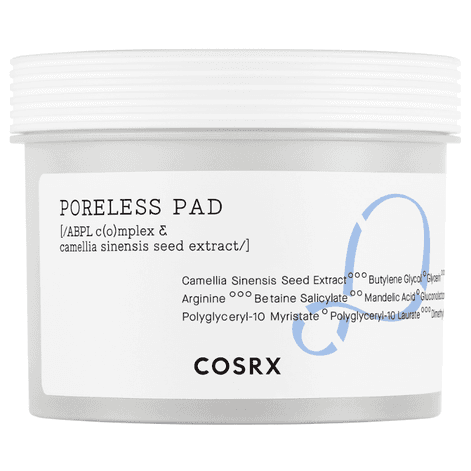 PORELESS PAD
[/ABPL c(o)mplex &
camellia sinensis seed extract/]
Camellia Sinensis Seed Extract°°°Butylene Glycol°Glycerin
Arginine °°° Betaine Salicylate °° Mandelic Acid°
Polyglyceryl-10 Myristate ° Polyglyceryl-10 Laurate°°°
COSRX